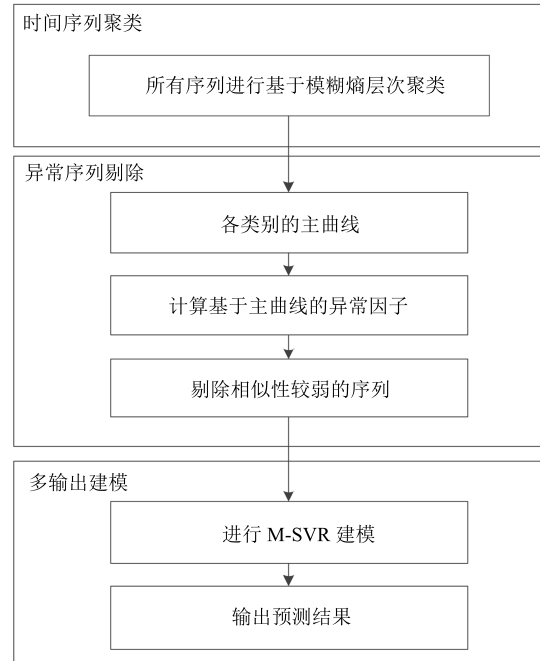 时间序列聚类
所有序列进行基于模糊熵层次聚类
异常序列剔除
各类别的主曲线
计算基于主曲线的异常因子
剔除相似性较弱的序列
多输出建模
进行 M-SVR 建模
输出预测结果